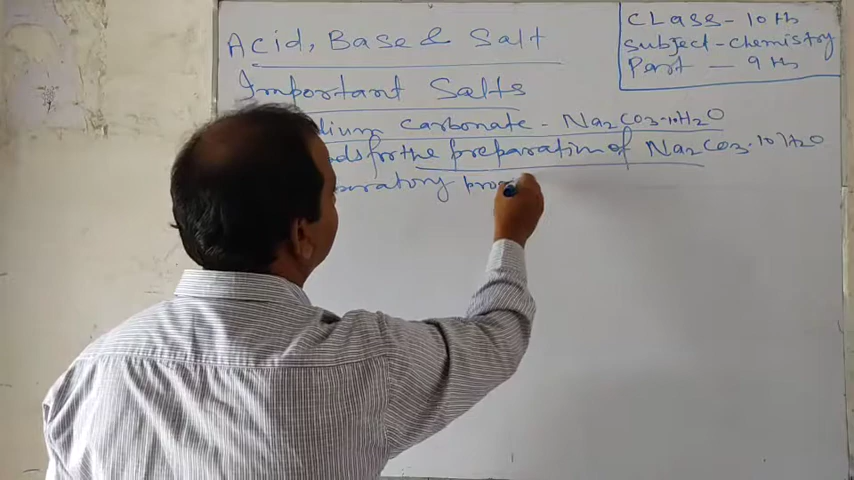 Acid, Base & Salt
CLASS - 10th
Subject - Chemistry
Part - 9th
Important Salts
Carbonate - Na2CO3.10H2O
for the preparation of Na2CO3.10H2O